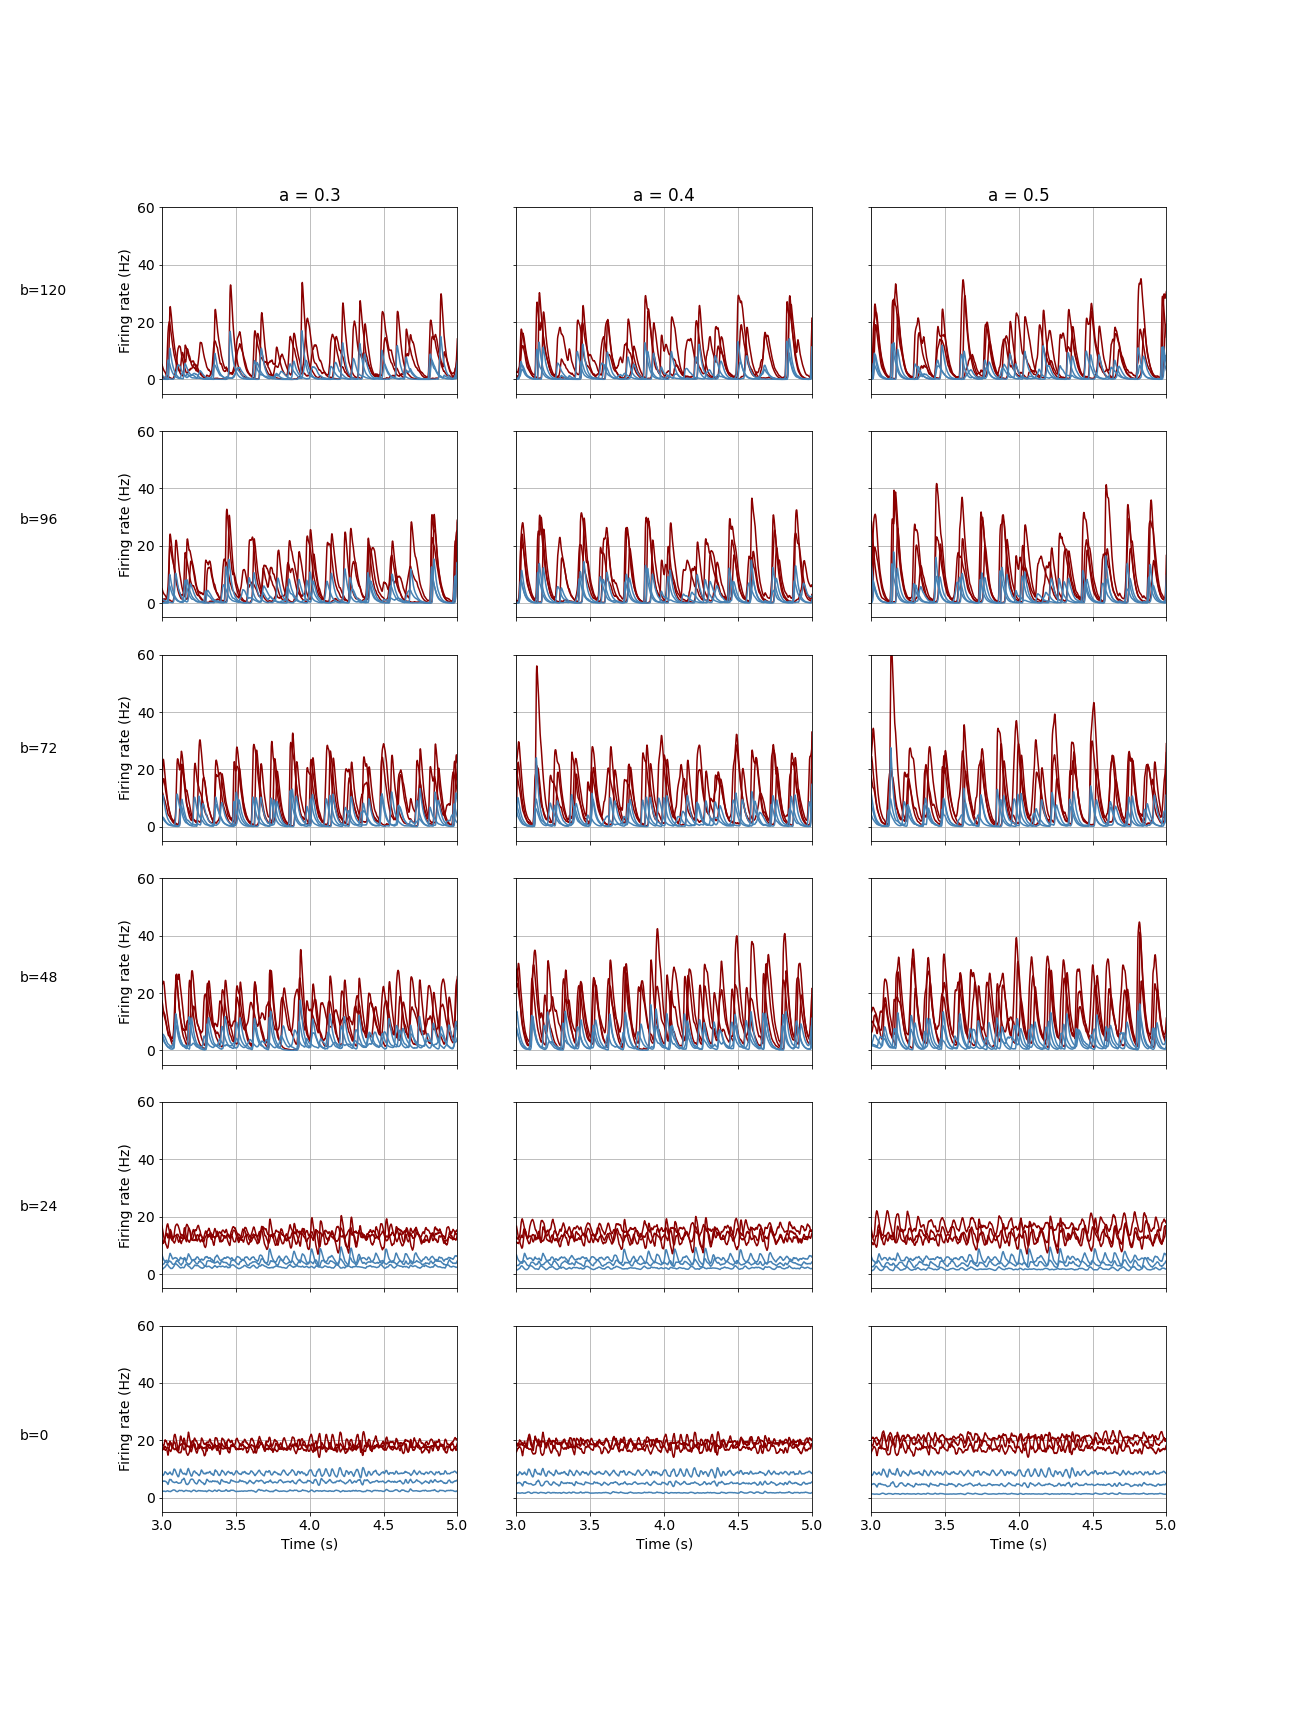 a = 0.3 a = 0.4 a = 0.5
b=120
Firing rate (Hz)
60
40
20
0
b=96
Firing rate (Hz)
60
40
20
0
b=72
Firing rate (Hz)
60
40
20
0
b=48
Firing rate (Hz)
60
40
20
0
b=24
Firing rate (Hz)
60
40
20
0
b=0
Firing rate (Hz)
60
40
20
0
3.0 3.5 4.0 4.5 5.0 3.0 3.5 4.0 4.5 5.0 3.0 3.5 4.0 4.5 5.0
Time (s) Time (s) Time (s)